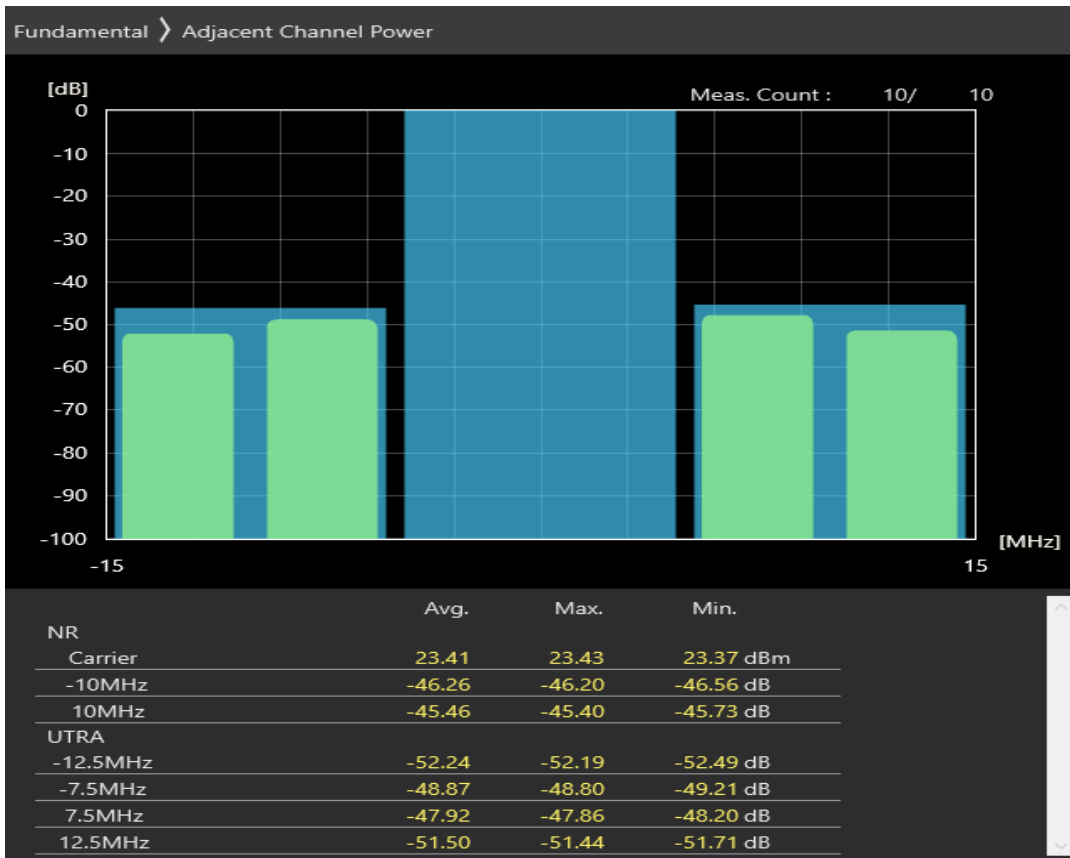 Fundamental 〉 Adjacent Channel Power
[dB]
Meas. Count : 10/ 10
0
-10
-20
-30
-40
-50
-60
-70
-80
-90
-100
[MHz]
-15 15
Avg. Max. Min.
NR
Carrier 23.41 23.43 23.37 dBm
-10MHz -46.26 -46.20 -46.56 dB
10MHz -45.46 -45.40 -45.73 dB
UTRA
-12.5MHz -52.24 -52.19 -52.49 dB
-7.5MHz -48.87 -48.80 -49.21 dB
7.5MHz -47.92 -47.86 -48.20 dB
12.5MHz -51.50 -51.44 -51.71 dB